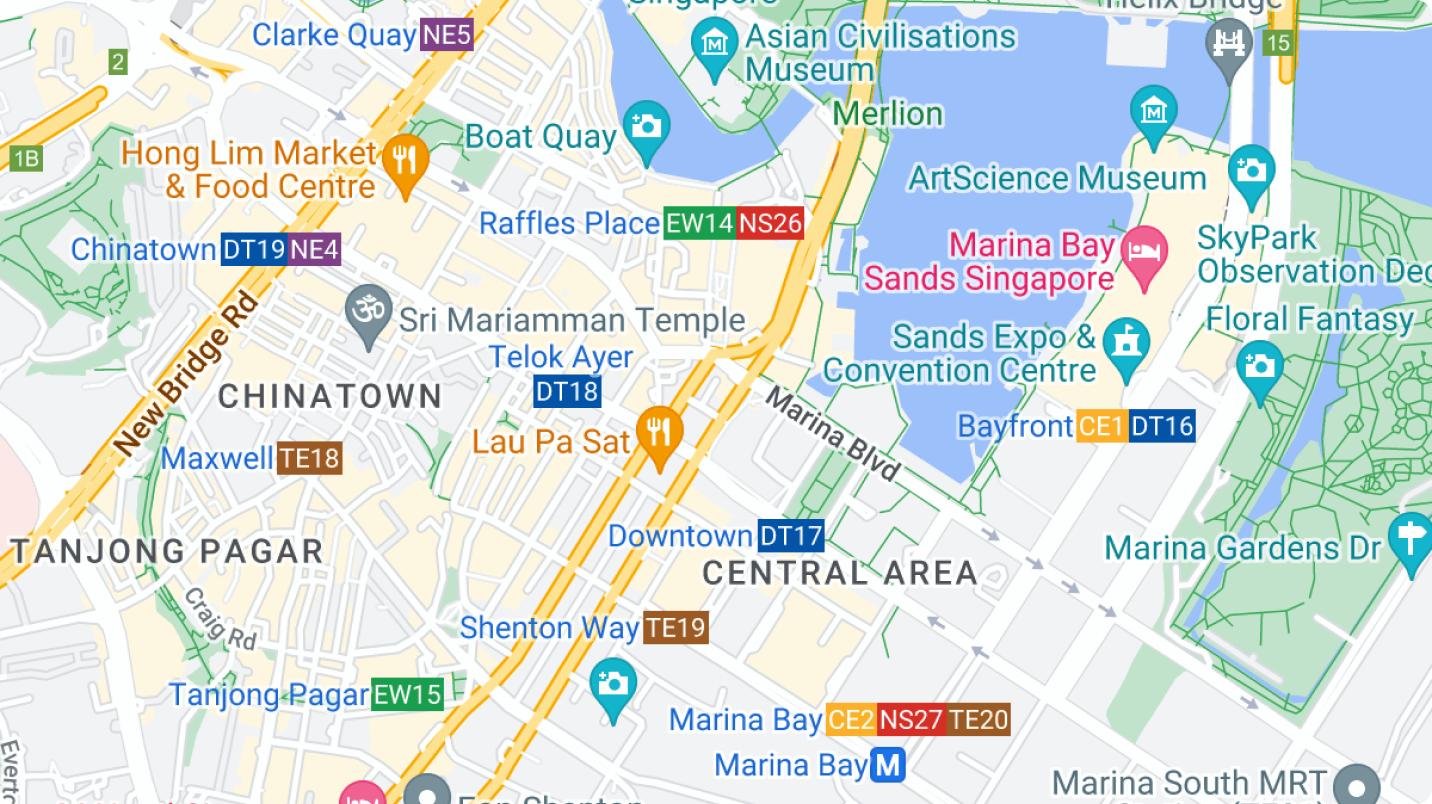 Singapore
Helix Bridge
Clarke Quay NE5
Asian Civilisations
Museum
15
2
Merlion
Boat Quay
1B
Hong Lim Market
& Food Centre
ArtScience Museum
Raffles Place EW14 NS26
Chinatown DT19 NE4
Marina Bay
Sands Singapore
SkyPark
Observation Dec
New Bridge Rd
Sri Mariamman Temple
Floral Fantasy
Sands Expo &
Convention Centre
Telok Ayer
DT18
CHINATOWN
Marina Blvd
Bayfront CE1 DT16
Lau Pa Sat
Maxwell TE18
Downtown DT17
TANJONG PAGAR
Marina Gardens Dr
CENTRAL AREA
Craig Rd
Shenton Way TE19
Tanjong Pagar EW15
Marina Bay CE2 NS27 TE20
Marina Bay M
Everto
Marina South MRT